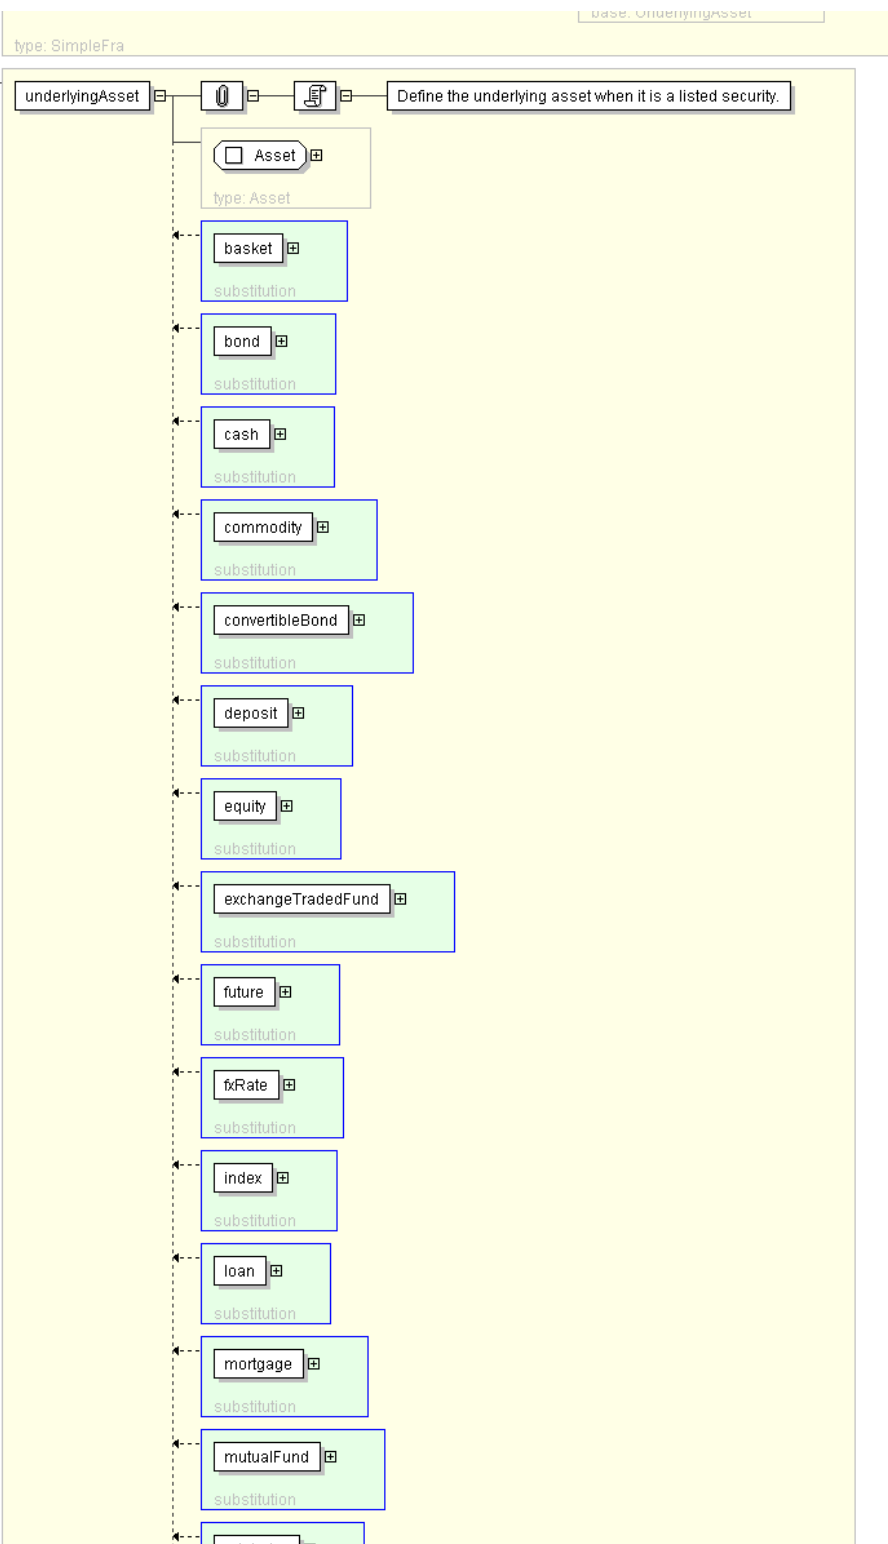 base: UnderlyingAsset
type: SimpleFra
underlyingAsset Define the underlying asset when it is a listed security.
Asset
type: Asset
basket
substitution
bond
substitution
cash
substitution
commodity
substitution
convertibleBond
substitution
deposit
substitution
equity
substitution
exchangeTradedFund
substitution
future
substitution
fxRate
substitution
index
substitution
loan
substitution
mortgage
substitution
mutualFund
substitution